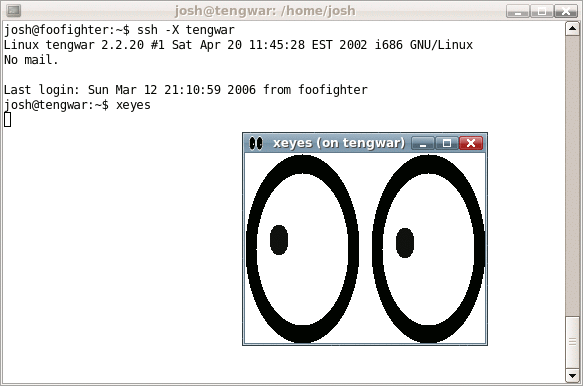 josh@tengwar: /home/josh
josh@foofighter:~$ ssh -X tengwar
Linux tengwar 2.2.20 #1 Sat Apr 20 11:45:28 EST 2002 i686 GNU/Linux
No mail.
Last login: Sun Mar 12 21:10:59 2006 from foofighter
josh@tengwar:~$ xeyes
xeyes (on tengwar)